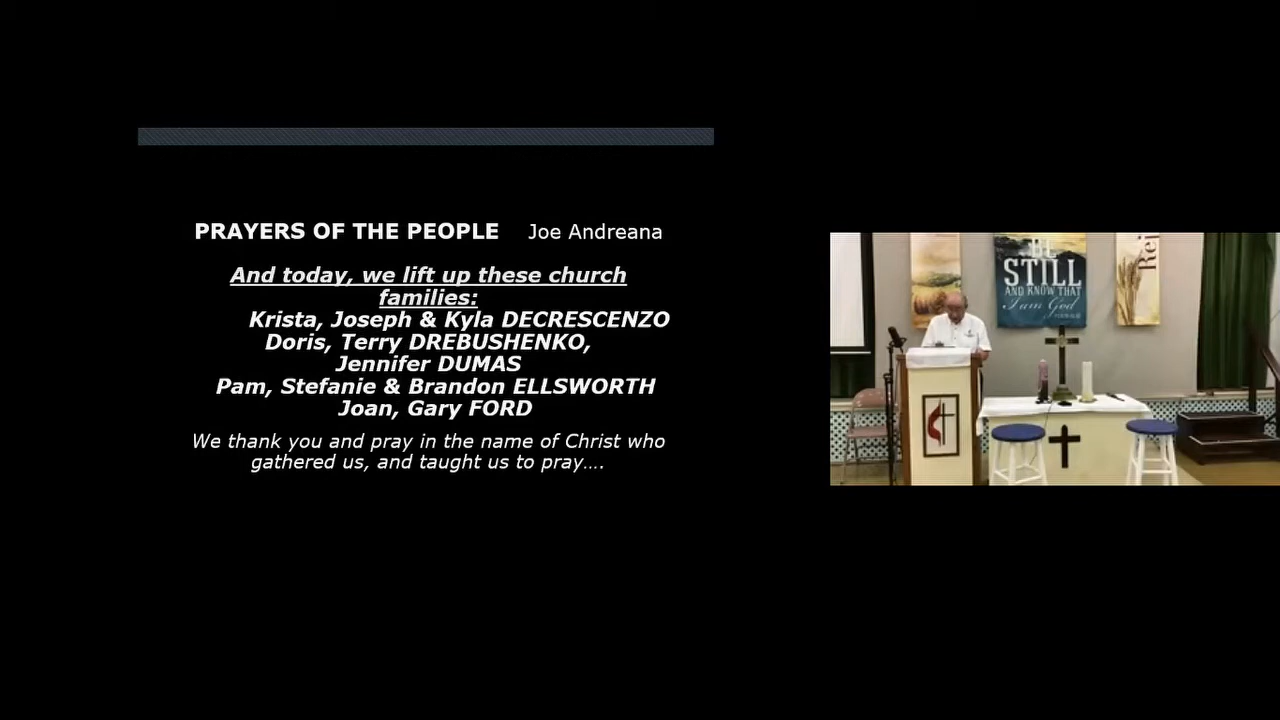 PRAYERS OF THE PEOPLE Joe Andreana
And today, we lift up these church
families:
Krista, Joseph & Kyla DECRESCENZO
Doris, Terry DREBUSHENKO,
Jennifer DUMAS
Pam, Stefanie & Brandon ELLSWORTH
Joan, Gary FORD
We thank you and pray in the name of Christ who
gathered us, and taught us to pray....
BE
STILL
AND KNOW THAT
I am God
Rej